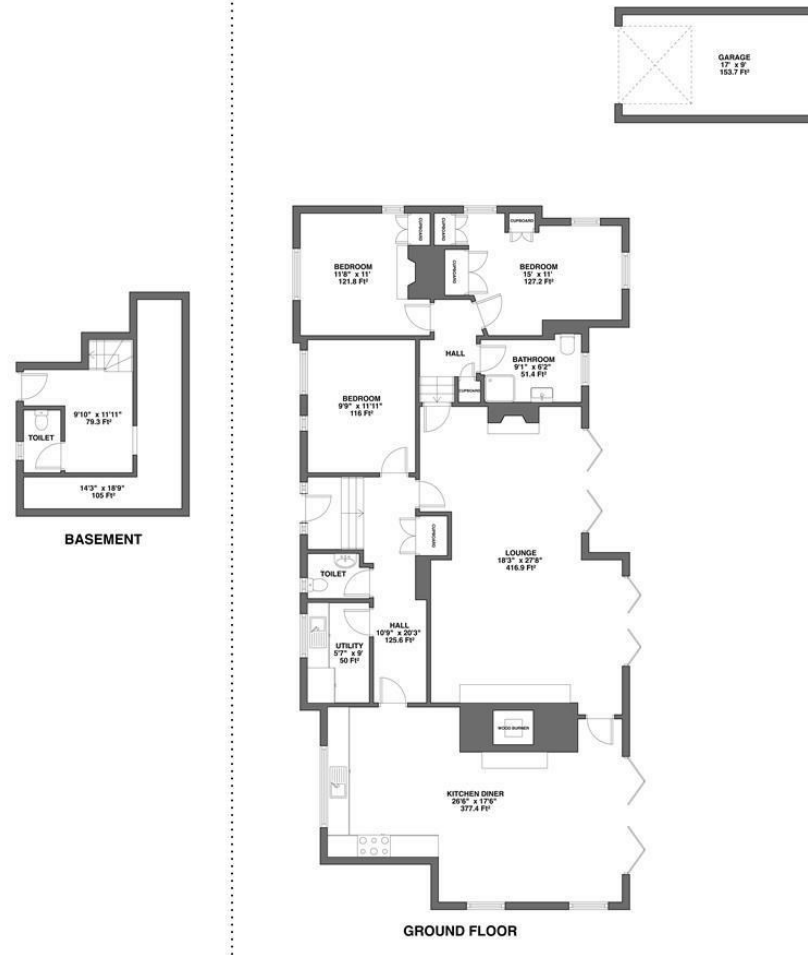 GARAGE
17' x 9'
153.7 Ft²
CUPBOARD
CUPBOARD
CUPBOARD
BEDROOM
11'8" x 11'
121.8 Ft²
CUPBOARD
BEDROOM
15' x 11'
127.2 Ft²
HALL
BATHROOM
9'1" x 6'2"
51.4 Ft²
CUPBOARD
BEDROOM
9'9" x 11'11"
116 Ft²
9'10" x 11'11"
79.3 Ft²
TOILET
14'3" x 18'9"
105 Ft²
BASEMENT
CUPBOARD
LOUNGE
18'3" x 27'8"
416.9 Ft²
TOILET
HALL
10'9" x 20'3"
125.6 Ft²
UTILITY
5'7" x 9'
50 Ft²
WOOD BURNER
KITCHEN DINER
26'6" x 17'6"
377.4 Ft²
GROUND FLOOR